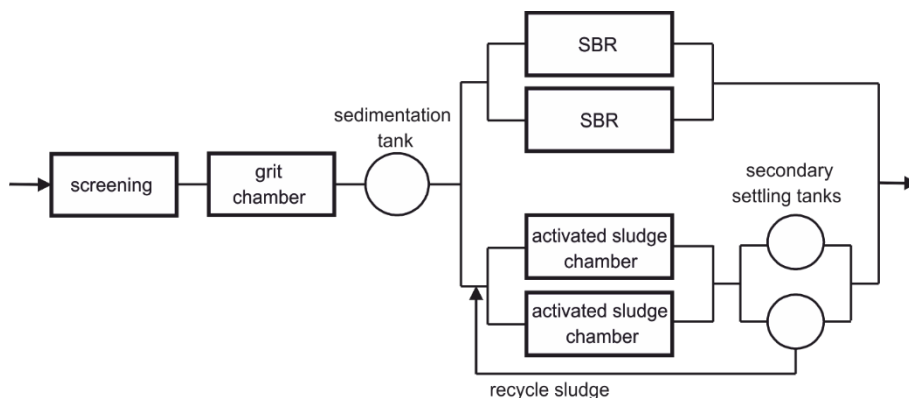 SBR
SBR
sedimentation
tank
screening
grit
chamber
secondary
settling tanks
activated sludge
chamber
activated sludge
chamber
recycle sludge